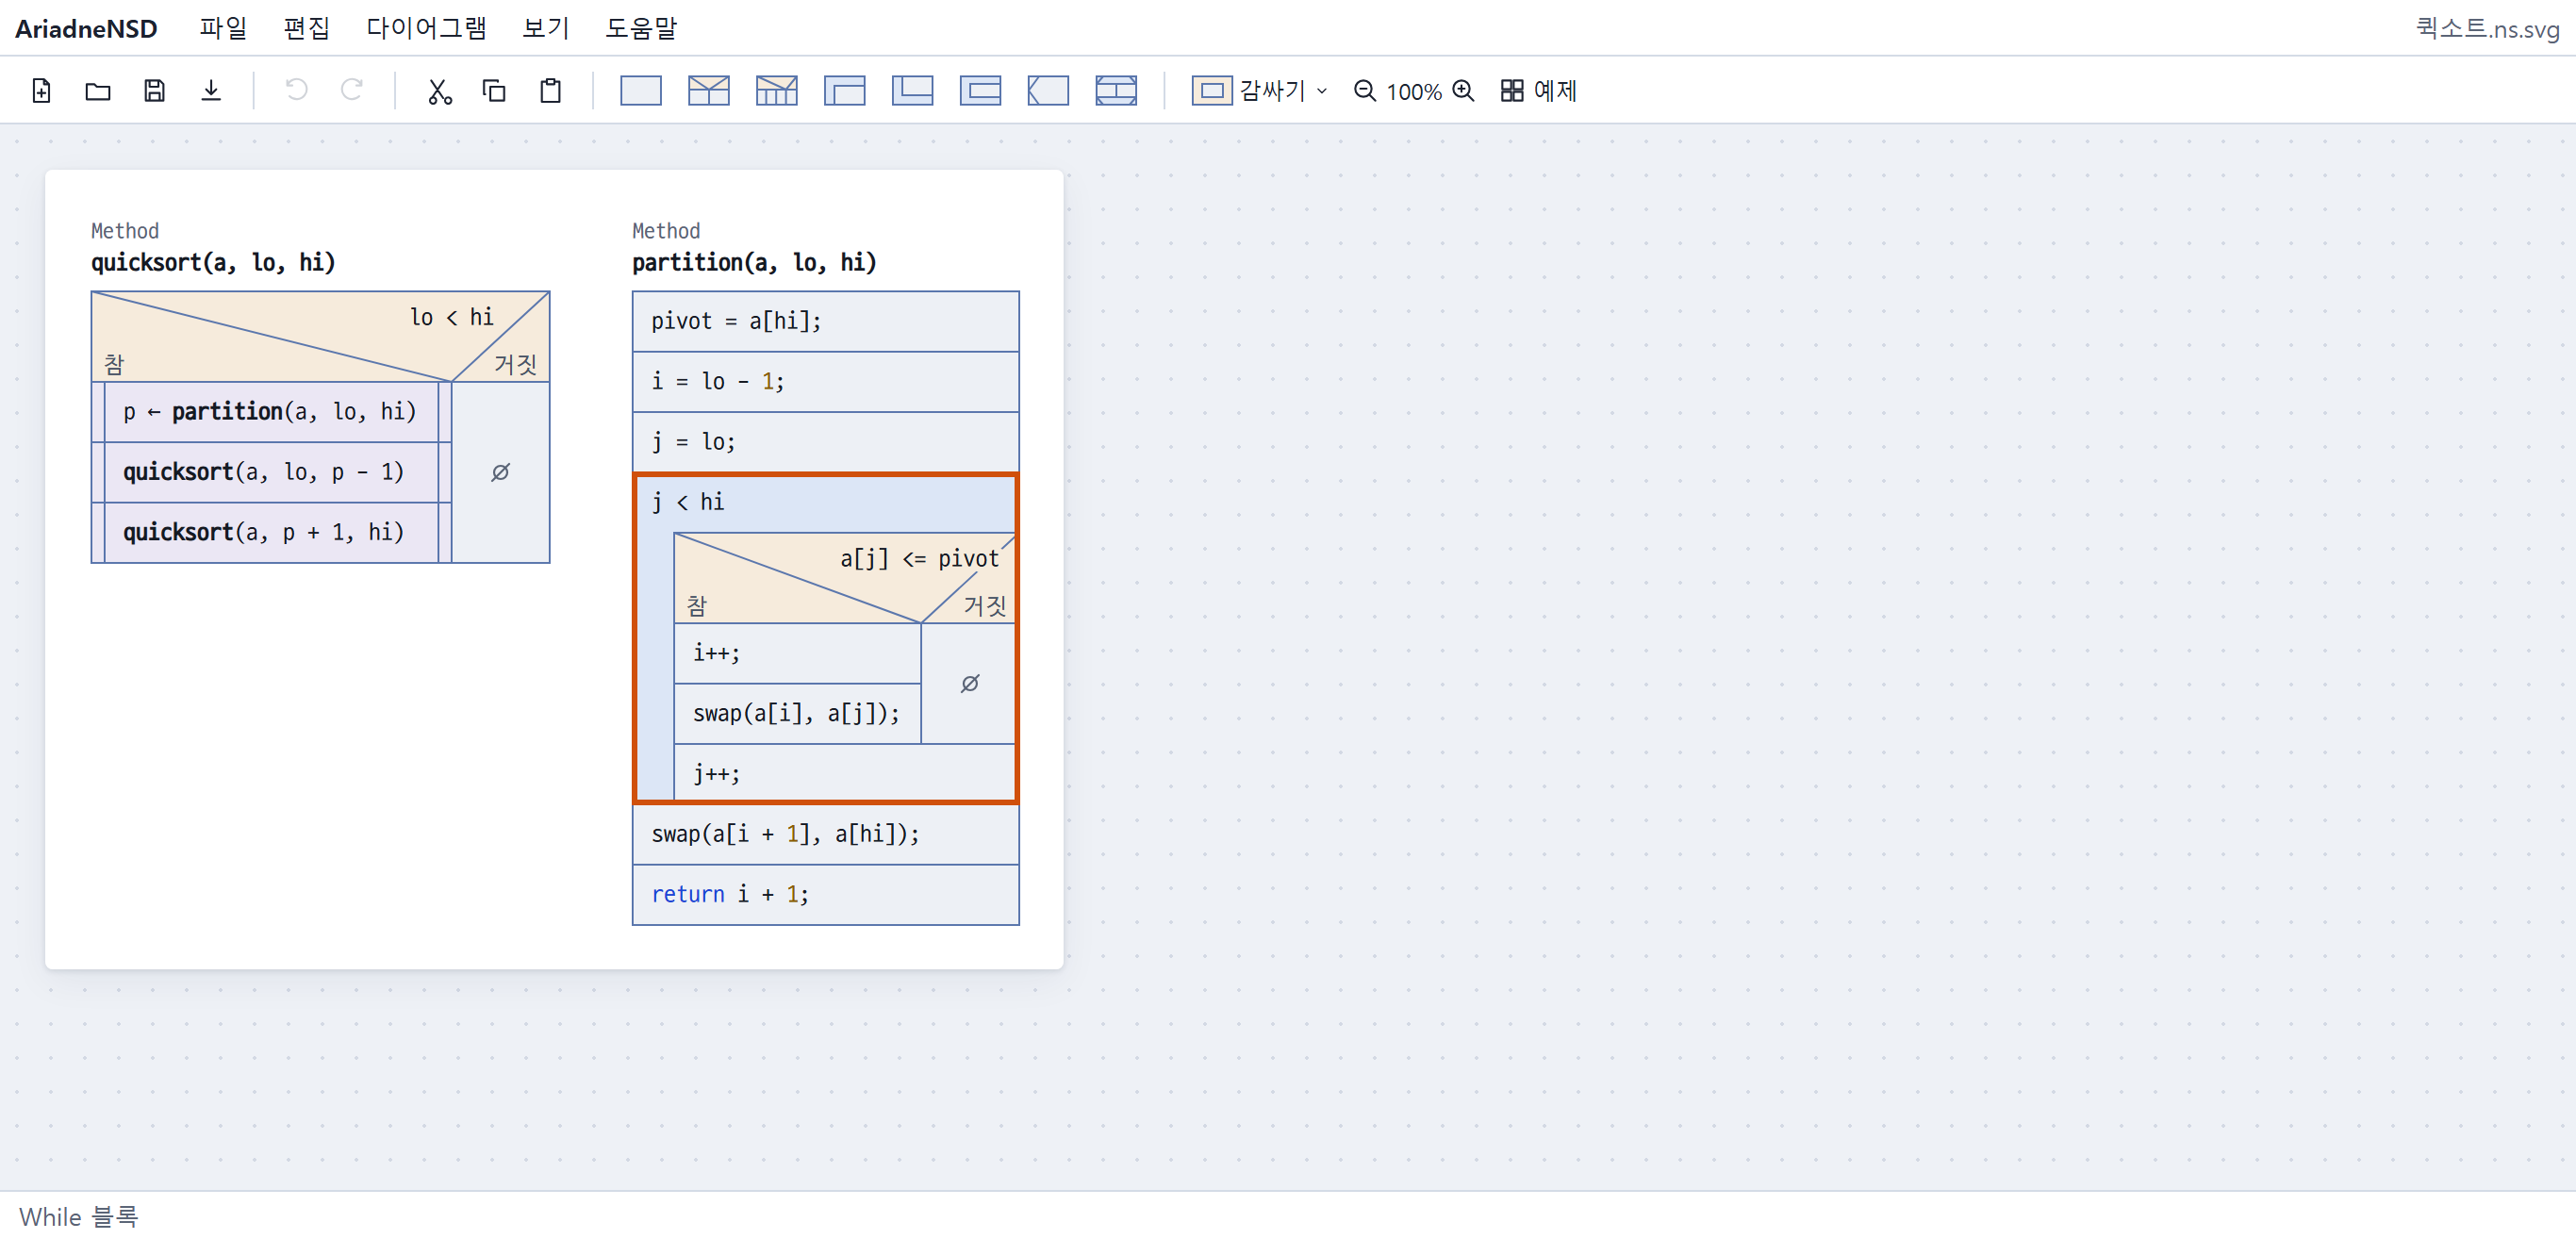 AriadneNSD 파일 편집 다이어그램 보기 도움말 퀵소트.ns.svg
감싸기 100% 예제
Method
quicksort(a, lo, hi)
lo < hi
참 거짓
p ← partition(a, lo, hi)
quicksort(a, lo, p - 1)
∅
quicksort(a, p + 1, hi)
Method
partition(a, lo, hi)
pivot = a[hi];
i = lo - 1;
j = lo;
j < hi
a[j] <= pivot
참 거짓
i++;
∅
swap(a[i], a[j]);
j++;
swap(a[i + 1], a[hi]);
return i + 1;
While 블록